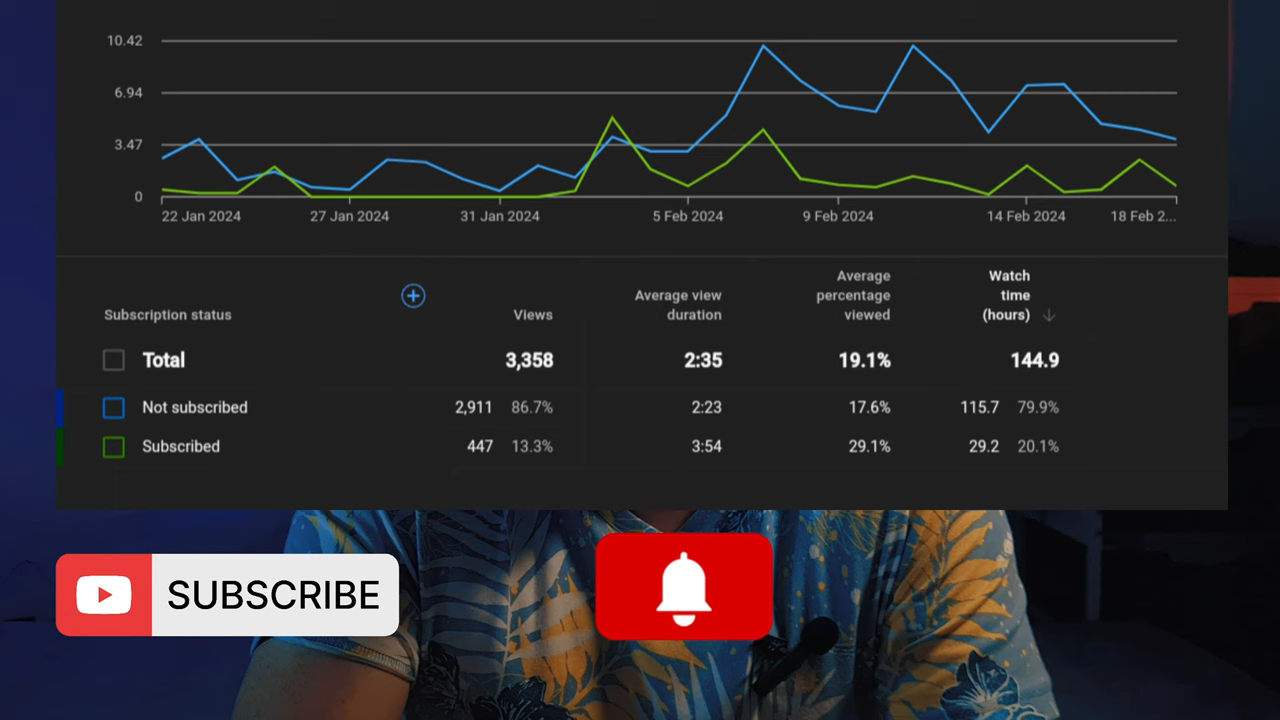 10.42
6.94
3.47
0
22 Jan 2024 27 Jan 2024 31 Jan 2024 5 Feb 2024 9 Feb 2024 14 Feb 2024 18 Feb 2...
Subscription status Views Average view duration Average percentage viewed Watch time (hours)
Total 3,358 2:35 19.1% 144.9
Not subscribed 2,911 86.7% 2:23 17.6% 115.7 79.9%
Subscribed 447 13.3% 3:54 29.1% 29.2 20.1%
SUBSCRIBE